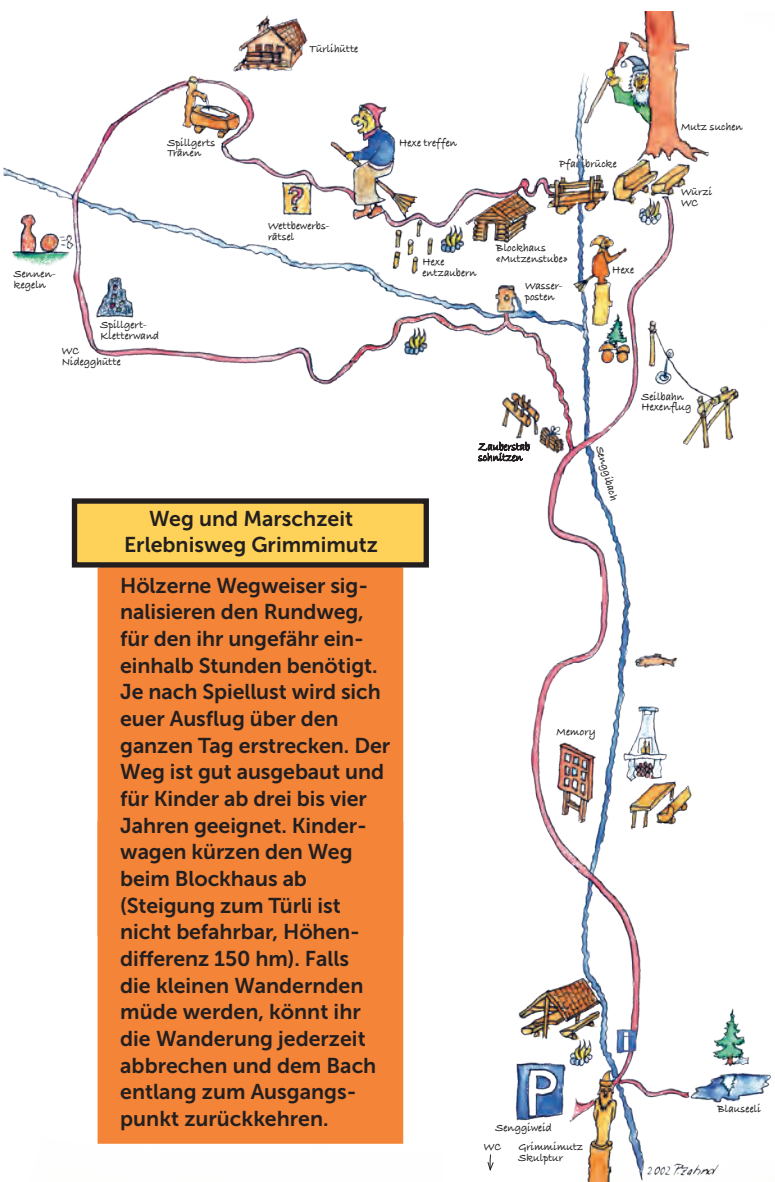 Türlihütte
Mutz suchen
Spillgerts
Tränen
Hexe treffen
Pfarrbrücke
Würzi
WC
Wettbewerbs-
rätsel
Hexe
entzaubern
Blockhaus
«Mutzenstube»
Hexe
Sennen-
kegeln
Wasser-
posten
Spillgert-
Kletterwand
WC
Nidegghütte
Seilbahn
Hexenflug
Zauberstab
schnitzen
Senggibach
Weg und Marschzeit
Erlebnisweg Grimmimutz
Hölzerne Wegweiser sig-
nalisieren den Rundweg,
für den ihr ungefähr ein-
einhalb Stunden benötigt.
Je nach Spiellust wird sich
euer Ausflug über den
ganzen Tag erstrecken. Der
Weg ist gut ausgebaut und
für Kinder ab drei bis vier
Jahren geeignet. Kinder-
wagen kürzen den Weg
beim Blockhaus ab
(Steigung zum Türli ist
nicht befahrbar, Höhen-
differenz 150 hm). Falls
die kleinen Wandernden
müde werden, könnt ihr
die Wanderung jederzeit
abbrechen und dem Bach
entlang zum Ausgangs-
punkt zurückkehren.
Memory
i
P
Senggiweid
Blauseeli
WC
Grimmimutz
Skulptur
2002 P. Zahnd
?